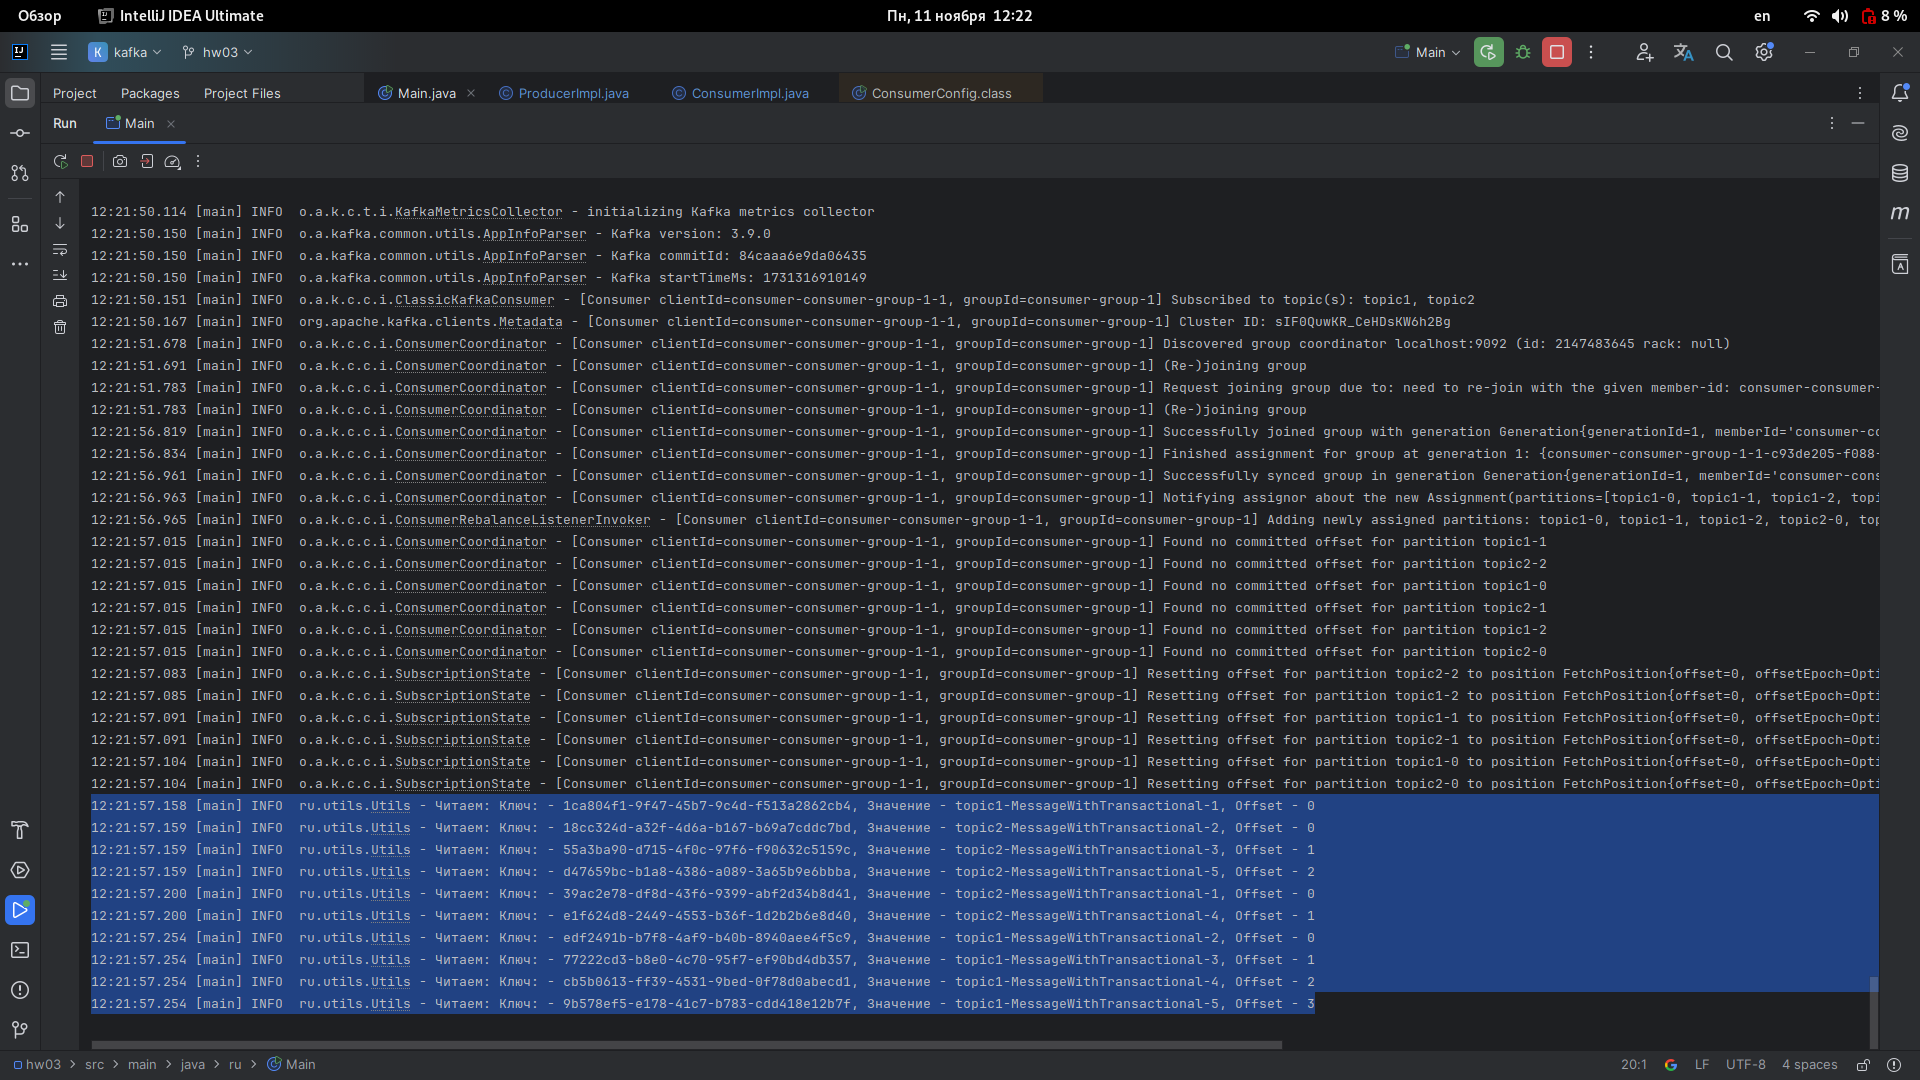 Обзор IntelliJ IDEA Ultimate Пн, 11 ноября 12:22 en 8 %
K kafka hw03 Main
Project Packages Project Files Main.java ProducerImpl.java ConsumerImpl.java ConsumerConfig.class
Run Main
12:21:50.114 [main] INFO o.a.k.c.t.i.KafkaMetricsCollector - initializing Kafka metrics collector
12:21:50.150 [main] INFO o.a.kafka.common.utils.AppInfoParser - Kafka version: 3.9.0
12:21:50.150 [main] INFO o.a.kafka.common.utils.AppInfoParser - Kafka commitId: 84caaa6e9da06435
12:21:50.150 [main] INFO o.a.kafka.common.utils.AppInfoParser - Kafka startTimeMs: 1731316910149
12:21:50.151 [main] INFO o.a.k.c.c.i.ClassicKafkaConsumer - [Consumer clientId=consumer-consumer-group-1-1, groupId=consumer-group-1] Subscribed to topic(s): topic1, topic2
12:21:50.167 [main] INFO org.apache.kafka.clients.Metadata - [Consumer clientId=consumer-consumer-group-1-1, groupId=consumer-group-1] Cluster ID: sIF0QuwKR_CeHDsKW6h2Bg
12:21:51.678 [main] INFO o.a.k.c.c.i.ConsumerCoordinator - [Consumer clientId=consumer-consumer-group-1-1, groupId=consumer-group-1] Discovered group coordinator localhost:9092 (id: 2147483645 rack: null)
12:21:51.691 [main] INFO o.a.k.c.c.i.ConsumerCoordinator - [Consumer clientId=consumer-consumer-group-1-1, groupId=consumer-group-1] (Re-)joining group
12:21:51.783 [main] INFO o.a.k.c.c.i.ConsumerCoordinator - [Consumer clientId=consumer-consumer-group-1-1, groupId=consumer-group-1] Request joining group due to: need to re-join with the given member-id: consumer-consumer-
12:21:51.783 [main] INFO o.a.k.c.c.i.ConsumerCoordinator - [Consumer clientId=consumer-consumer-group-1-1, groupId=consumer-group-1] (Re-)joining group
12:21:56.819 [main] INFO o.a.k.c.c.i.ConsumerCoordinator - [Consumer clientId=consumer-consumer-group-1-1, groupId=consumer-group-1] Successfully joined group with generation Generation{generationId=1, memberId='consumer-co
12:21:56.834 [main] INFO o.a.k.c.c.i.ConsumerCoordinator - [Consumer clientId=consumer-consumer-group-1-1, groupId=consumer-group-1] Finished assignment for group at generation 1: {consumer-consumer-group-1-1-c93de205-f088-
12:21:56.961 [main] INFO o.a.k.c.c.i.ConsumerCoordinator - [Consumer clientId=consumer-consumer-group-1-1, groupId=consumer-group-1] Successfully synced group in generation Generation{generationId=1, memberId='consumer-cons
12:21:56.963 [main] INFO o.a.k.c.c.i.ConsumerCoordinator - [Consumer clientId=consumer-consumer-group-1-1, groupId=consumer-group-1] Notifying assignor about the new Assignment(partitions=[topic1-0, topic1-1, topic1-2, topi
12:21:56.965 [main] INFO o.a.k.c.c.i.ConsumerRebalanceListenerInvoker - [Consumer clientId=consumer-consumer-group-1-1, groupId=consumer-group-1] Adding newly assigned partitions: topic1-0, topic1-1, topic1-2, topic2-0, top
12:21:57.015 [main] INFO o.a.k.c.c.i.ConsumerCoordinator - [Consumer clientId=consumer-consumer-group-1-1, groupId=consumer-group-1] Found no committed offset for partition topic1-1
12:21:57.015 [main] INFO o.a.k.c.c.i.ConsumerCoordinator - [Consumer clientId=consumer-consumer-group-1-1, groupId=consumer-group-1] Found no committed offset for partition topic2-2
12:21:57.015 [main] INFO o.a.k.c.c.i.ConsumerCoordinator - [Consumer clientId=consumer-consumer-group-1-1, groupId=consumer-group-1] Found no committed offset for partition topic1-0
12:21:57.015 [main] INFO o.a.k.c.c.i.ConsumerCoordinator - [Consumer clientId=consumer-consumer-group-1-1, groupId=consumer-group-1] Found no committed offset for partition topic2-1
12:21:57.015 [main] INFO o.a.k.c.c.i.ConsumerCoordinator - [Consumer clientId=consumer-consumer-group-1-1, groupId=consumer-group-1] Found no committed offset for partition topic1-2
12:21:57.015 [main] INFO o.a.k.c.c.i.ConsumerCoordinator - [Consumer clientId=consumer-consumer-group-1-1, groupId=consumer-group-1] Found no committed offset for partition topic2-0
12:21:57.083 [main] INFO o.a.k.c.c.i.SubscriptionState - [Consumer clientId=consumer-consumer-group-1-1, groupId=consumer-group-1] Resetting offset for partition topic2-2 to position FetchPosition{offset=0, offsetEpoch=Opti
12:21:57.085 [main] INFO o.a.k.c.c.i.SubscriptionState - [Consumer clientId=consumer-consumer-group-1-1, groupId=consumer-group-1] Resetting offset for partition topic1-2 to position FetchPosition{offset=0, offsetEpoch=Opti
12:21:57.091 [main] INFO o.a.k.c.c.i.SubscriptionState - [Consumer clientId=consumer-consumer-group-1-1, groupId=consumer-group-1] Resetting offset for partition topic1-1 to position FetchPosition{offset=0, offsetEpoch=Opti
12:21:57.091 [main] INFO o.a.k.c.c.i.SubscriptionState - [Consumer clientId=consumer-consumer-group-1-1, groupId=consumer-group-1] Resetting offset for partition topic2-1 to position FetchPosition{offset=0, offsetEpoch=Opti
12:21:57.104 [main] INFO o.a.k.c.c.i.SubscriptionState - [Consumer clientId=consumer-consumer-group-1-1, groupId=consumer-group-1] Resetting offset for partition topic1-0 to position FetchPosition{offset=0, offsetEpoch=Opti
12:21:57.104 [main] INFO o.a.k.c.c.i.SubscriptionState - [Consumer clientId=consumer-consumer-group-1-1, groupId=consumer-group-1] Resetting offset for partition topic2-0 to position FetchPosition{offset=0, offsetEpoch=Opti
12:21:57.158 [main] INFO ru.utils.Utils - Читаем: Ключ: - 1ca804f1-9f47-45b7-9c4d-f513a2862cb4, Значение - topic1-MessageWithTransactional-1, Offset - 0
12:21:57.159 [main] INFO ru.utils.Utils - Читаем: Ключ: - 18cc324d-a32f-4d6a-b167-b69a7cddc7bd, Значение - topic2-MessageWithTransactional-2, Offset - 0
12:21:57.159 [main] INFO ru.utils.Utils - Читаем: Ключ: - 55a3ba90-d715-4f0c-97f6-f90632c5159c, Значение - topic2-MessageWithTransactional-3, Offset - 1
12:21:57.159 [main] INFO ru.utils.Utils - Читаем: Ключ: - d47659bc-b1a8-4386-a089-3a65b9e6bbba, Значение - topic2-MessageWithTransactional-5, Offset - 2
12:21:57.200 [main] INFO ru.utils.Utils - Читаем: Ключ: - 39ac2e78-df8d-43f6-9399-abf2d34b8d41, Значение - topic2-MessageWithTransactional-1, Offset - 0
12:21:57.200 [main] INFO ru.utils.Utils - Читаем: Ключ: - e1f624d8-2449-4553-b36f-1d2b2b6e8d40, Значение - topic2-MessageWithTransactional-4, Offset - 1
12:21:57.254 [main] INFO ru.utils.Utils - Читаем: Ключ: - edf2491b-b7f8-4af9-b40b-8940aee4f5c9, Значение - topic1-MessageWithTransactional-2, Offset - 0
12:21:57.254 [main] INFO ru.utils.Utils - Читаем: Ключ: - 77222cd3-b8e0-4c70-95f7-ef90bd4db357, Значение - topic1-MessageWithTransactional-3, Offset - 1
12:21:57.254 [main] INFO ru.utils.Utils - Читаем: Ключ: - cb5b0613-ff39-4531-9bed-0f78d0abecd1, Значение - topic1-MessageWithTransactional-4, Offset - 2
12:21:57.254 [main] INFO ru.utils.Utils - Читаем: Ключ: - 9b578ef5-e178-41c7-b783-cdd418e12b7f, Значение - topic1-MessageWithTransactional-5, Offset - 3
hw03 > src > main > java > ru > Main 20:1 LF UTF-8 4 spaces